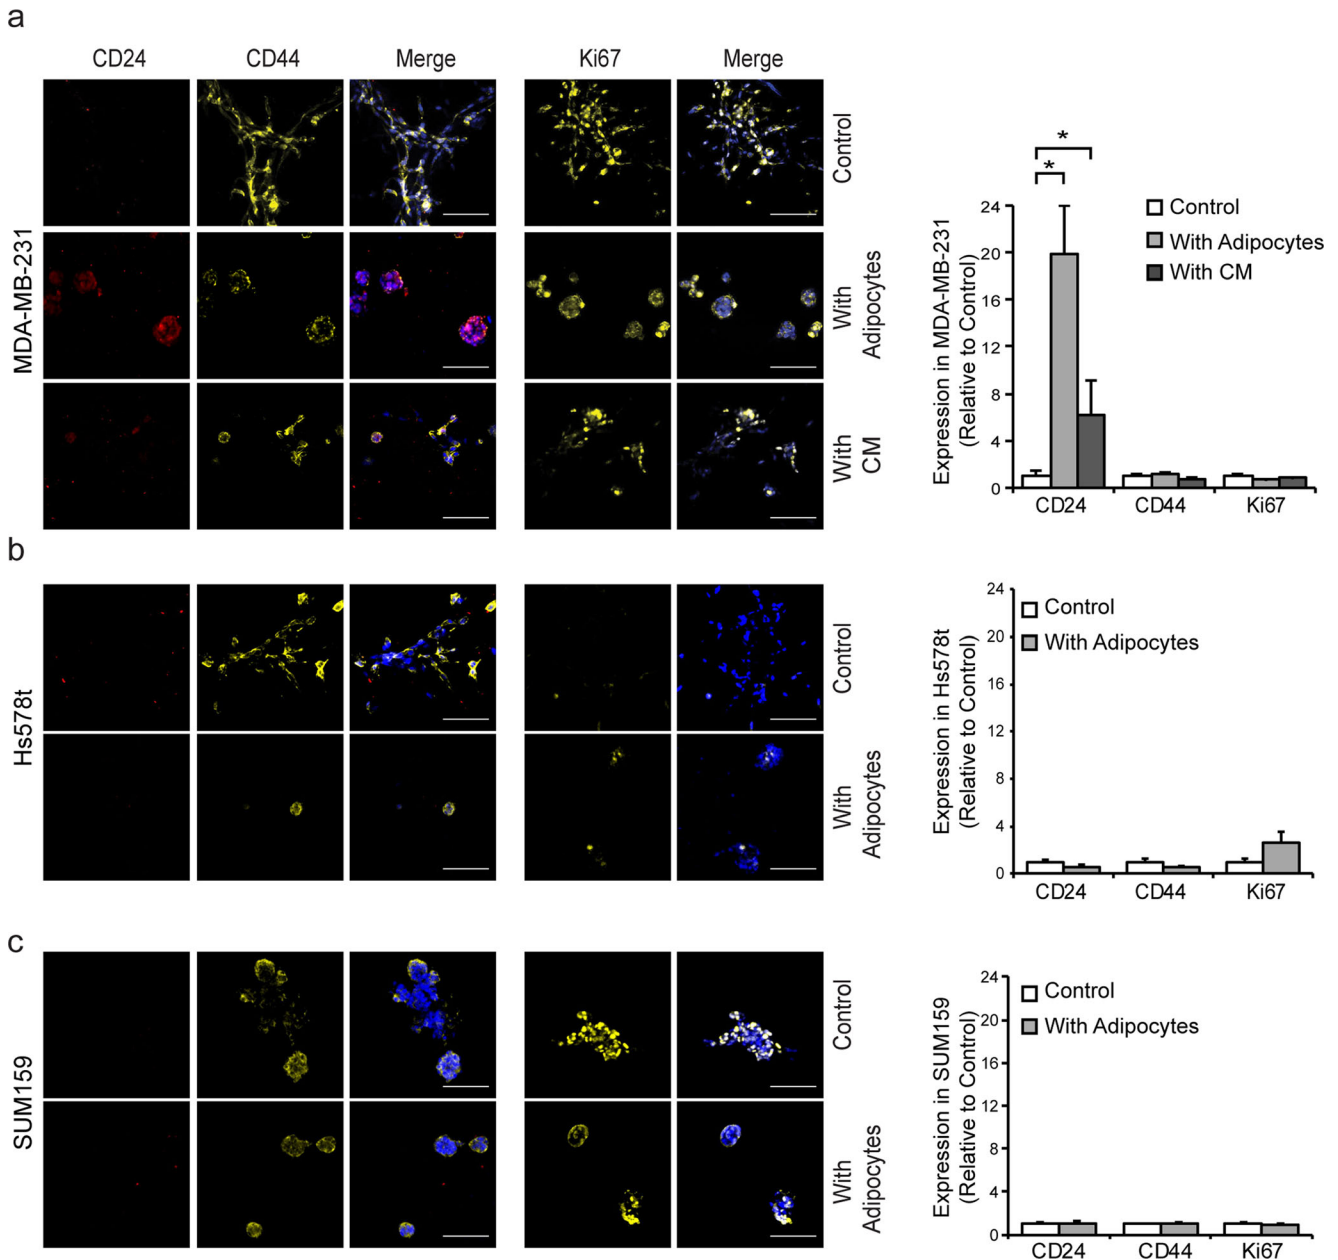 a
CD24 CD44 Merge Ki67 Merge
MDA-MB-231
Control
With
Adipocytes
With
CM
Expression in MDA-MB-231
(Relative to Control)
*
*
24
20
16
12
8
4
0
Control
With Adipocytes
With CM
CD24 CD44 Ki67
b
Hs578t
Control
With
Adipocytes
Expression in Hs578t
(Relative to Control)
24
20
16
12
8
4
0
Control
With Adipocytes
CD24 CD44 Ki67
c
SUM159
Control
With
Adipocytes
Expression in SUM159
(Relative to Control)
24
20
16
12
8
4
0
Control
With Adipocytes
CD24 CD44 Ki67